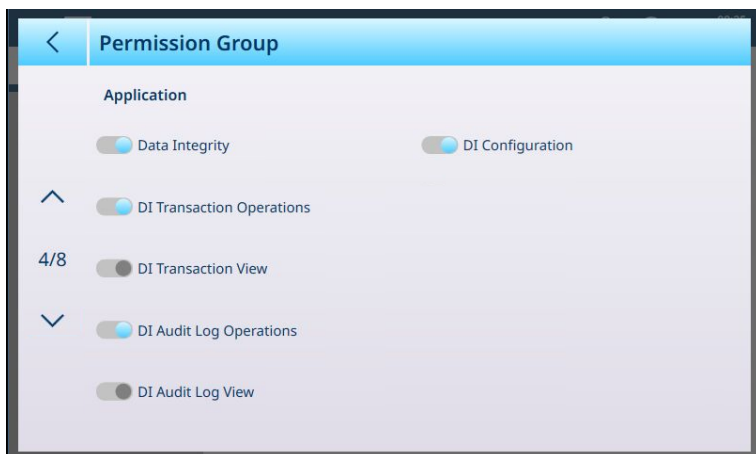 Permission Group
Application
Data Integrity
DI Configuration
DI Transaction Operations
4/8
DI Transaction View
DI Audit Log Operations
DI Audit Log View